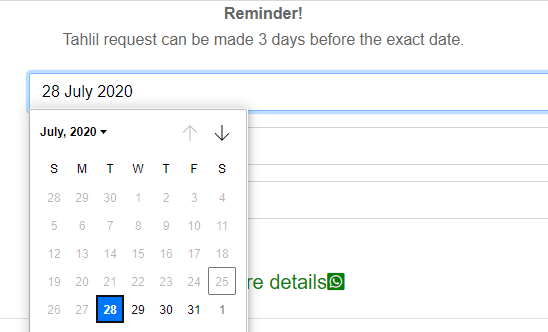 Reminder!
Tahlil request can be made 3 days before the exact date.
28 July 2020
July, 2020
S M T W T F S
28 29 30 1 2 3 4
5 6 7 8 9 10 11
12 13 14 15 16 17 18
19 20 21 22 23 24 25
re details
26 27 28 29 30 31 1